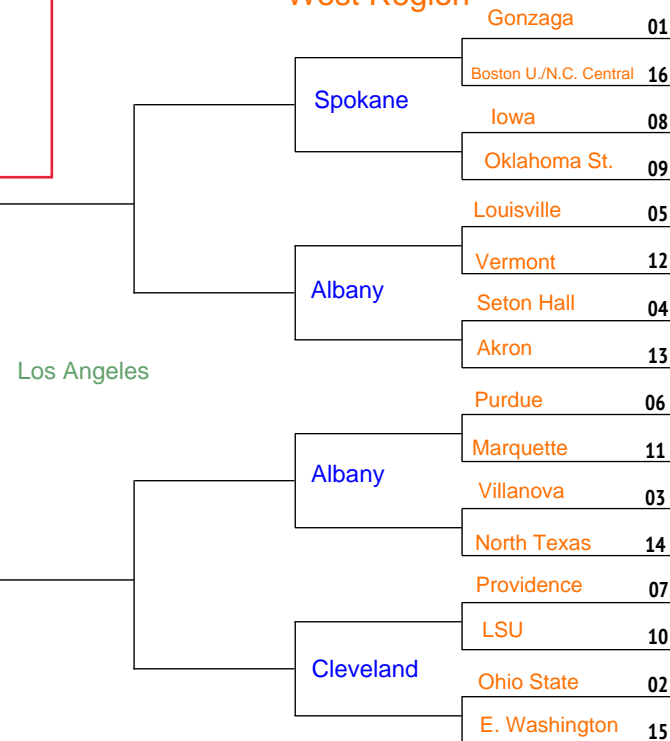 West Region
Gonzaga 01
Boston U./N.C. Central 16
Spokane
Iowa 08
Oklahoma St. 09
Louisville 05
Vermont 12
Albany
Seton Hall 04
Akron 13
Los Angeles
Purdue 06
Marquette 11
Albany
Villanova 03
North Texas 14
Providence 07
LSU 10
Cleveland
Ohio State 02
E. Washington 15